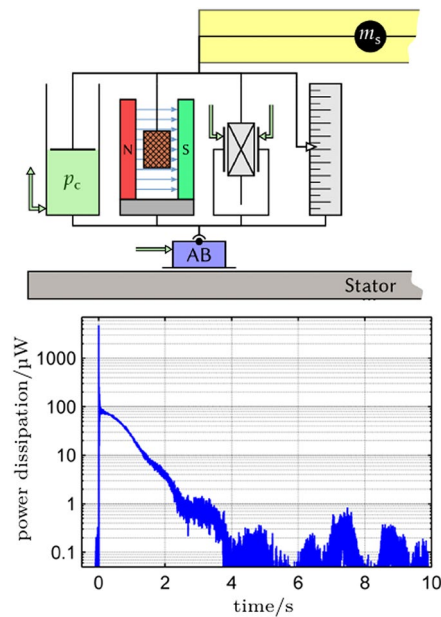 mₛ
N
S
p_c
AB
Stator
power dissipation/µW
1000
100
10
1
0.1
0 2 4 6 8 10
time/s